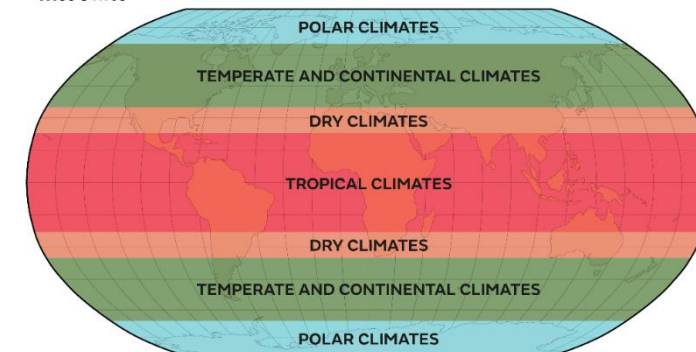 POLAR CLIMATES
TEMPERATE AND CONTINENTAL CLIMATES
DRY CLIMATES
TROPICAL CLIMATES
DRY CLIMATES
TEMPERATE AND CONTINENTAL CLIMATES
POLAR CLIMATES